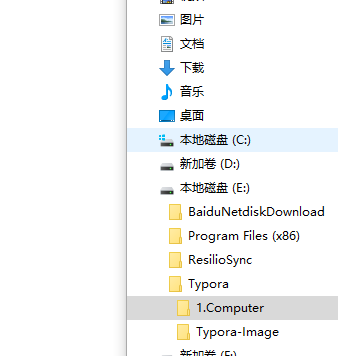 图片
文档
下载
音乐
桌面
本地磁盘 (C:)
新加卷 (D:)
本地磁盘 (E:)
BaiduNetdiskDownload
Program Files (x86)
ResilioSync
Typora
1.Computer
Typora-Image
新加卷 (F:)